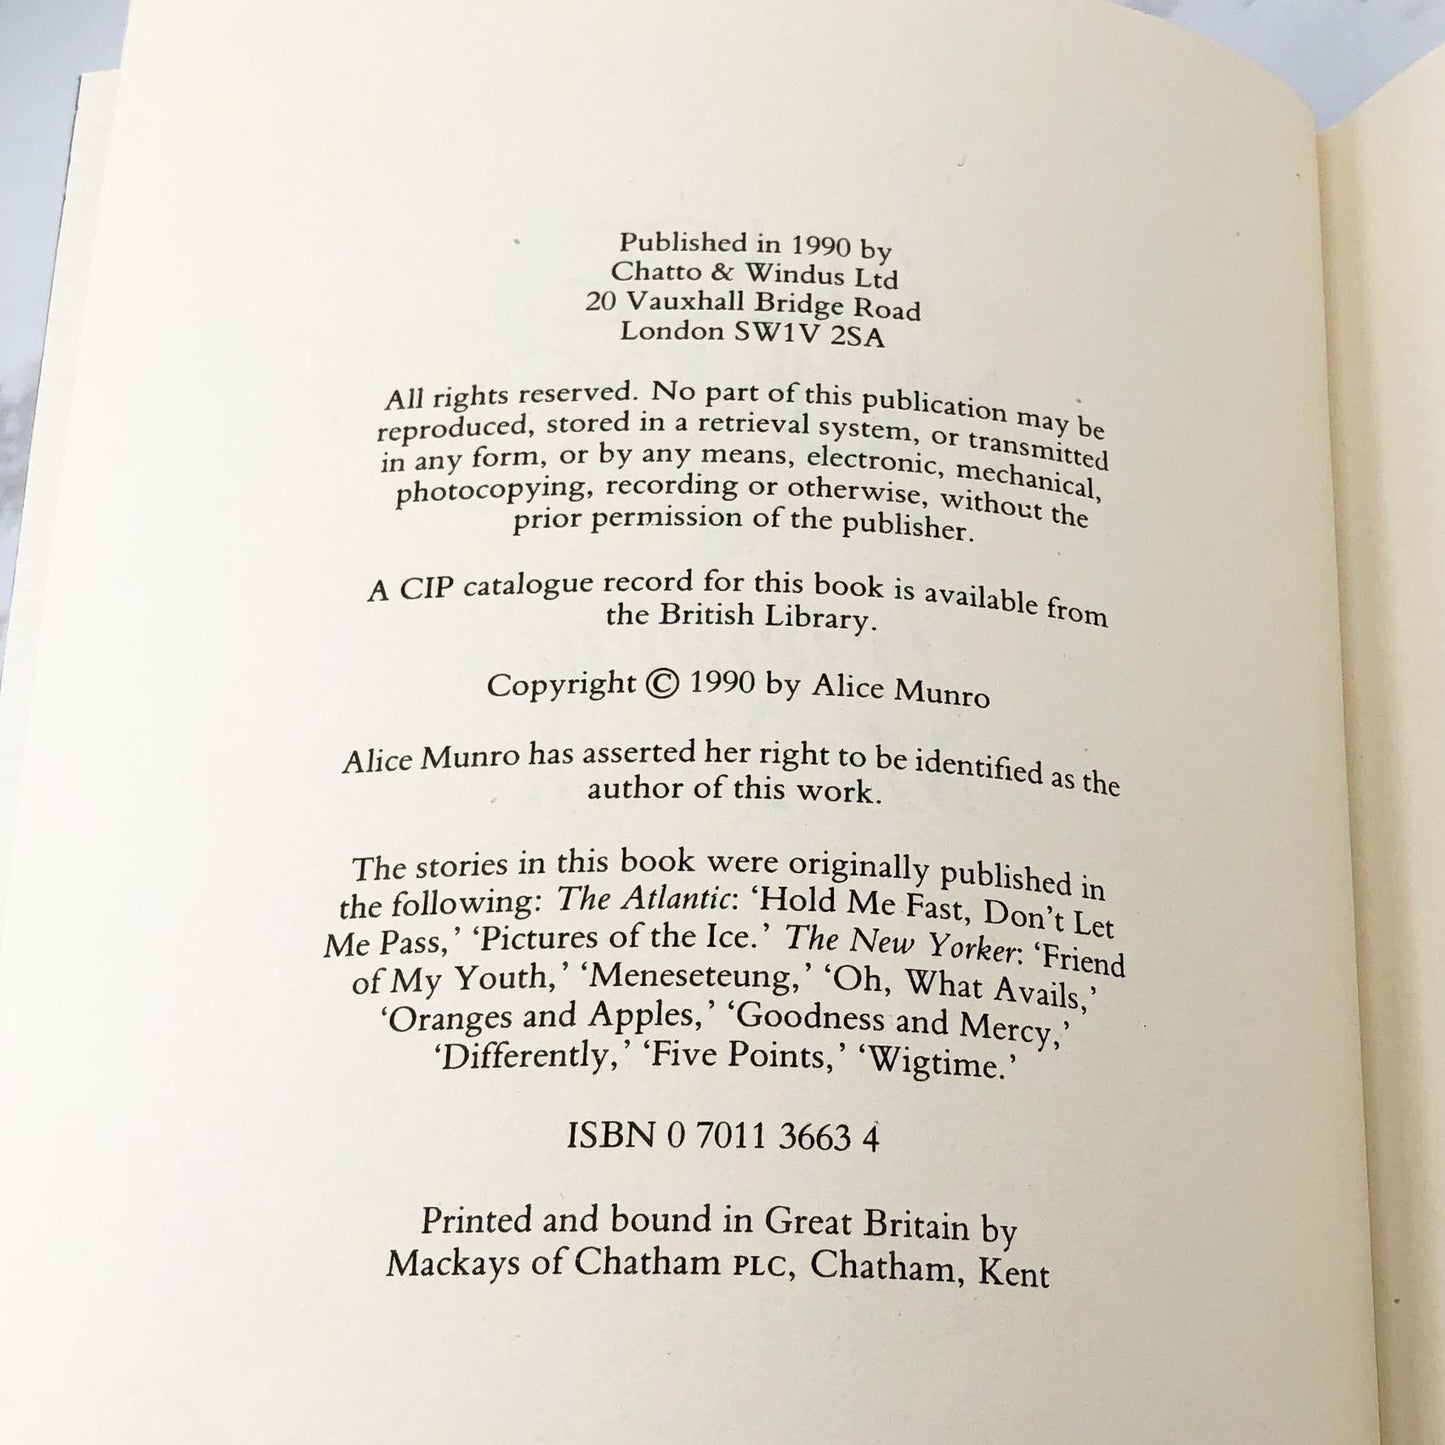 Published in 1990 by
Chatto & Windus Ltd
20 Vauxhall Bridge Road
London SW1V 2SA
All rights reserved. No part of this publication may be
reproduced, stored in a retrieval system, or transmitted
in any form, or by any means, electronic, mechanical,
photocopying, recording or otherwise, without the
prior permission of the publisher.
A CIP catalogue record for this book is available from
the British Library.
Copyright © 1990 by Alice Munro
Alice Munro has asserted her right to be identified as the
author of this work.
The stories in this book were originally published in
the following: The Atlantic: ‘Hold Me Fast, Don’t Let
Me Pass,’ ‘Pictures of the Ice.’ The New Yorker: ‘Friend
of My Youth,’ ‘Meneseteung,’ ‘Oh, What Avails,’
‘Oranges and Apples,’ ‘Goodness and Mercy,’
‘Differently,’ ‘Five Points,’ ‘Wigtime.’
ISBN 0 7011 3663 4
Printed and bound in Great Britain by
Mackays of Chatham PLC, Chatham, Kent